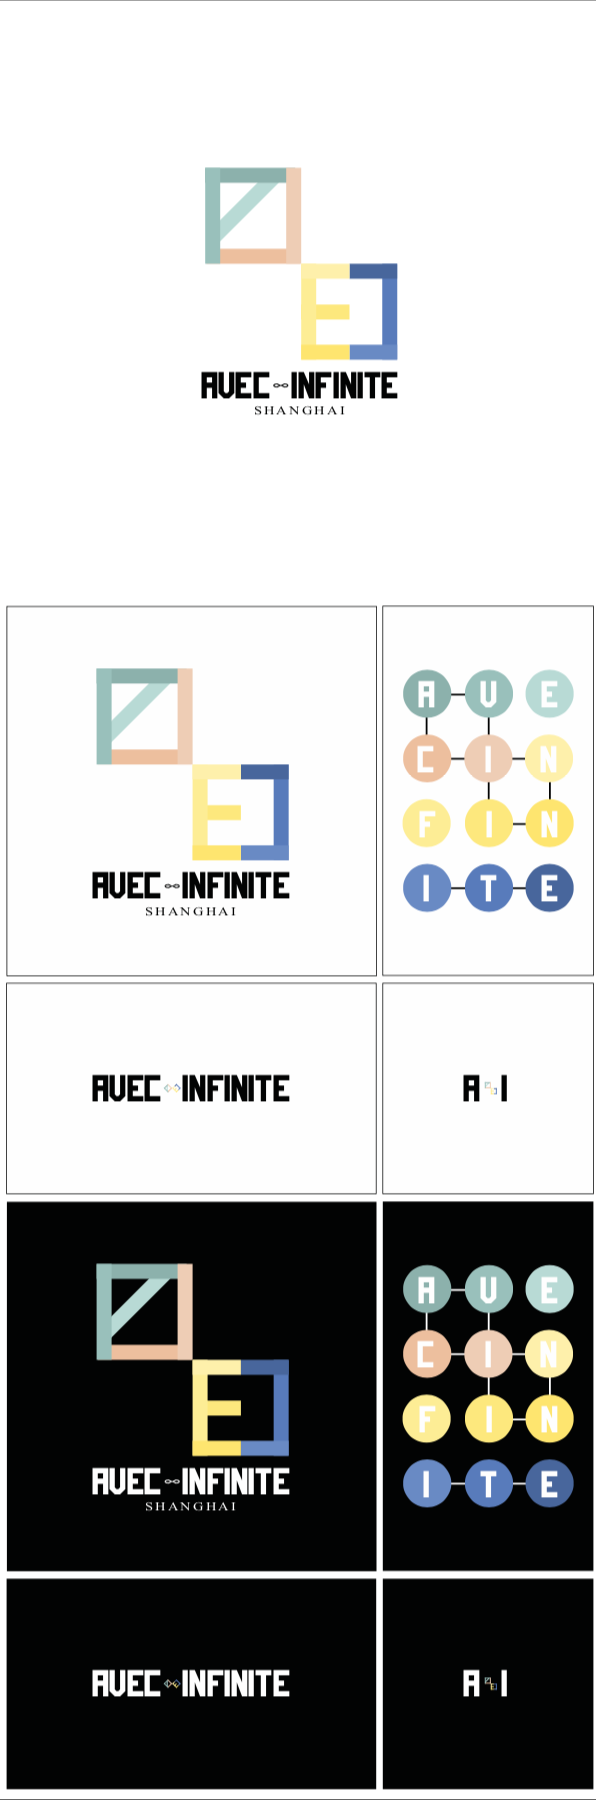 AVEC∞INFINITE
SHANGHAI
AVEC∞INFINITE
SHANGHAI
A V E
C I N
F I N
I T E
AVEC INFINITE
A I
AVEC∞INFINITE
SHANGHAI
A V E
C I N
F I N
I T E
AVEC INFINITE
A I